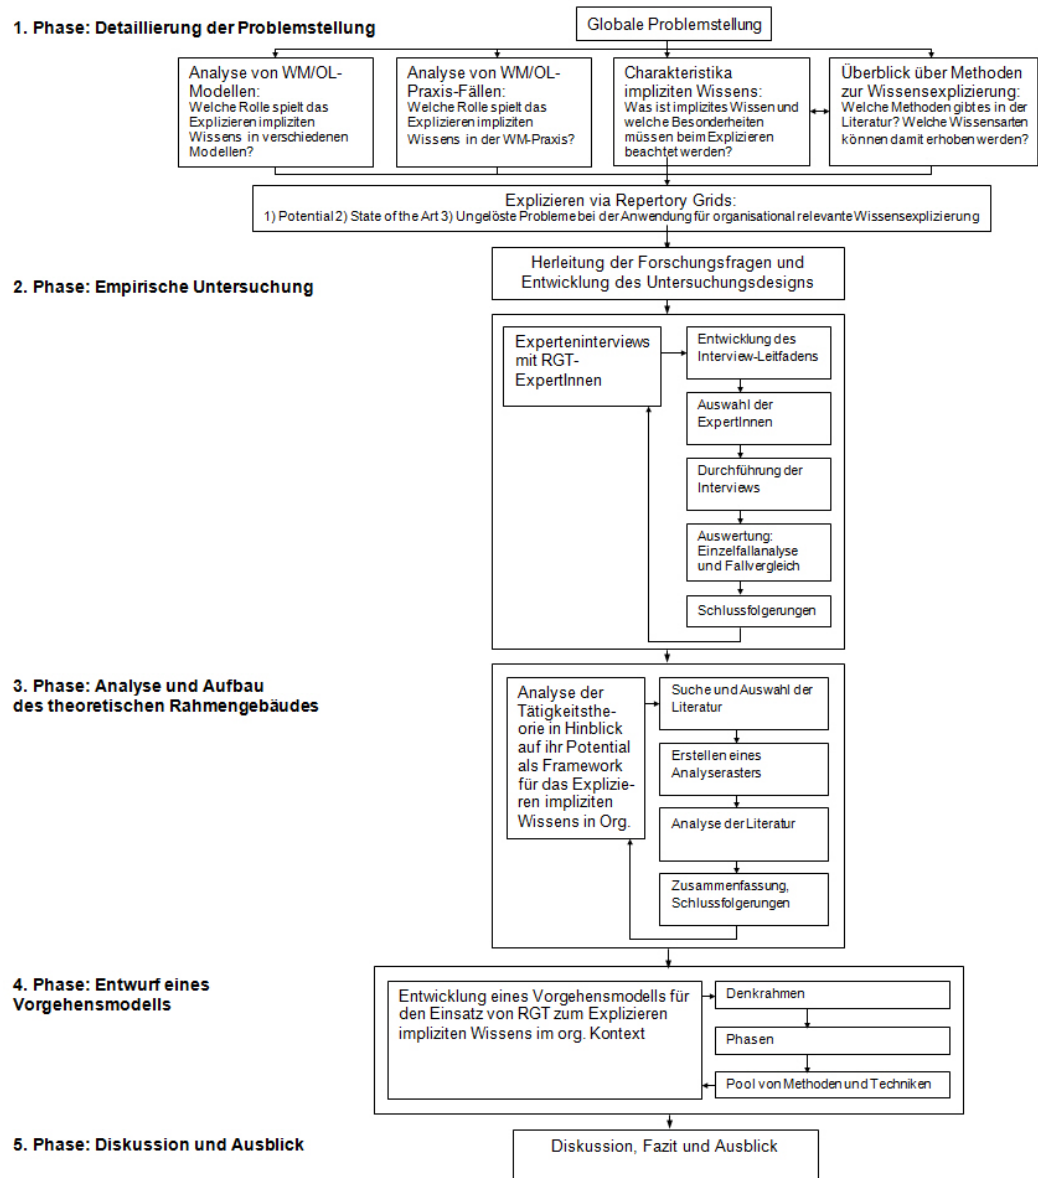 1. Phase: Detaillierung der Problemstellung
Globale Problemstellung
Analyse von WM/OL-
Modellen:
Welche Rolle spielt das
Explizieren impliziten
Wissens in verschiedenen
Modellen?
Analyse von WM/OL-
Praxis-Fällen:
Welche Rolle spielt das
Explizieren impliziten
Wissens in der WM-Praxis?
Charakteristika
impliziten Wissens:
Was ist implizites Wissen und
welche Besonderheiten
müssen beim Explizieren
beachtet werden?
Überblick über Methoden
zur Wissensexplizierung:
Welche Methoden gibt es in der
Literatur? Welche Wissensarten
können damit erhoben werden?
Explizieren via Repertory Grids:
1) Potential 2) State of the Art 3) Ungelöste Probleme bei der Anwendung für organisational relevante Wissensexplizierung
2. Phase: Empirische Untersuchung
Herleitung der Forschungsfragen und
Entwicklung des Untersuchungsdesigns
Experteninterviews
mit RGT-
ExpertInnen
Entwicklung des
Interview-Leitfadens
Auswahl der
ExpertInnen
Durchführung der
Interviews
Auswertung:
Einzelfallanalyse
und Fallvergleich
Schlussfolgerungen
3. Phase: Analyse und Aufbau
des theoretischen Rahmengebäudes
Analyse der
Tätigkeitsthe-
orie in Hinblick
auf ihr Potential
als Framework
für das Explizie-
ren impliziten
Wissens in Org.
Suche und Auswahl der
Literatur
Erstellen eines
Analyserasters
Analyse der Literatur
Zusammenfassung,
Schlussfolgerungen
4. Phase: Entwurf eines
Vorgehensmodells
Entwicklung eines Vorgehensmodells für
den Einsatz von RGT zum Explizieren
impliziten Wissens im org. Kontext
Denkrahmen
Phasen
Pool von Methoden und Techniken
5. Phase: Diskussion und Ausblick
Diskussion, Fazit und Ausblick